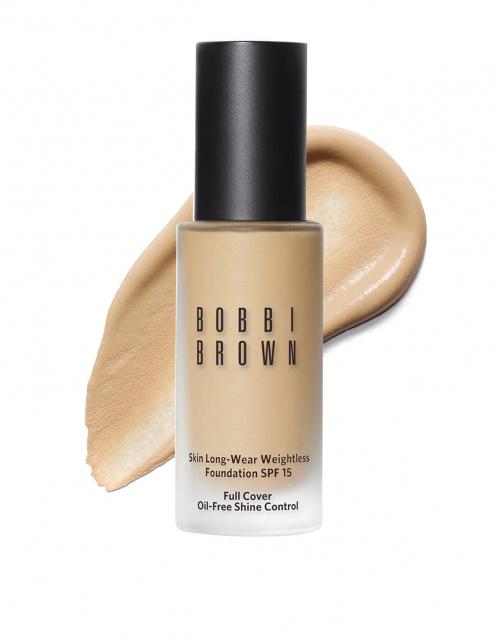 BOBBI
BROWN
Skin Long-Wear Weightless
Foundation SPF 15
Full Cover
Oil-Free Shine Control